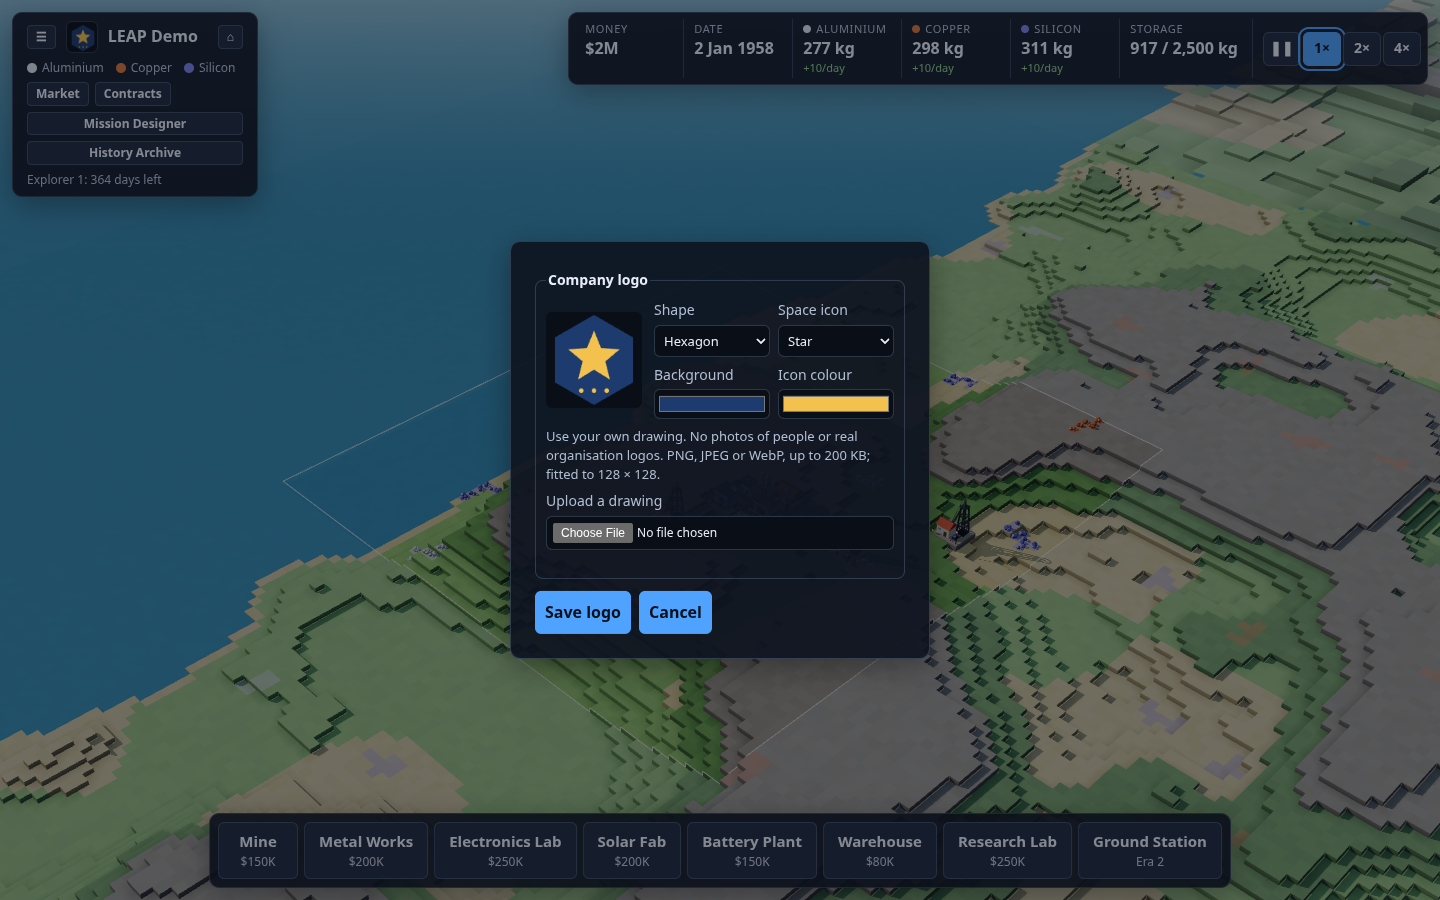 ☰ LEAP Demo ⌂
Aluminium Copper Silicon
Market Contracts
Mission Designer
History Archive
Explorer 1: 364 days left
MONEY DATE ALUMINIUM COPPER SILICON STORAGE
$2M 2 Jan 1958 277 kg 298 kg 311 kg 917 / 2,500 kg ❚❚ 1× 2× 4×
+10/day +10/day +10/day
Company logo
Shape Space icon
Hexagon Star
Background Icon colour
Use your own drawing. No photos of people or real
organisation logos. PNG, JPEG or WebP, up to 200 KB;
fitted to 128 × 128.
Upload a drawing
Choose File No file chosen
Save logo Cancel
Mine Metal Works Electronics Lab Solar Fab Battery Plant Warehouse Research Lab Ground Station
$150K $200K $250K $200K $150K $80K $250K Era 2